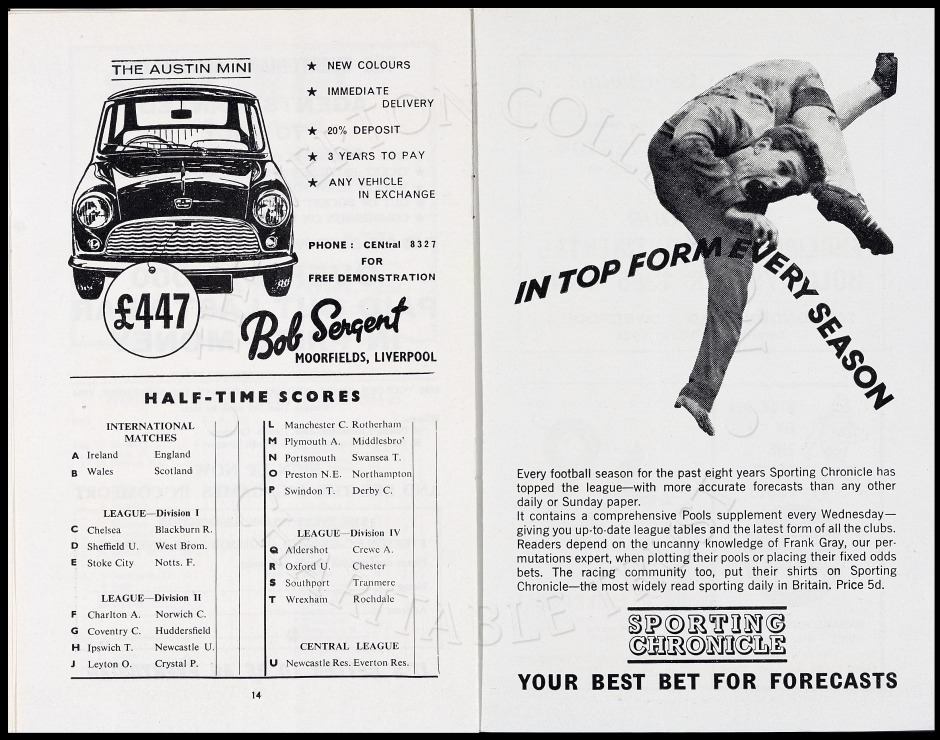 THE AUSTIN MINI
★ NEW COLOURS
★ IMMEDIATE
DELIVERY
★ 20% DEPOSIT
★ 3 YEARS TO PAY
★ ANY VEHICLE
IN EXCHANGE
PHONE: CENtral 8327
FOR
FREE DEMONSTRATION
£447
Bob Sergent
MOORFIELDS, LIVERPOOL
HALF-TIME SCORES
INTERNATIONAL
MATCHES
A Ireland England
B Wales Scotland
LEAGUE—Division I
C Chelsea Blackburn R.
D Sheffield U. West Brom.
E Stoke City Notts. F.
LEAGUE—Division II
F Charlton A. Norwich C.
G Coventry C. Huddersfield
H Ipswich T. Newcastle U.
J Leyton O. Crystal P.
L Manchester C. Rotherham
M Plymouth A. Middlesbro'
N Portsmouth Swansea T.
O Preston N.E. Northampton
P Swindon T. Derby C.
LEAGUE—Division IV
Q Aldershot Crewe A.
R Oxford U. Chester
S Southport Tranmere
T Wrexham Rochdale
CENTRAL LEAGUE
U Newcastle Res. Everton Res.
14
IN TOP FORM EVERY SEASON
Every football season for the past eight years Sporting Chronicle has
topped the league—with more accurate forecasts than any other
daily or Sunday paper.
It contains a comprehensive Pools supplement every Wednesday—
giving you up-to-date league tables and the latest form of all the clubs.
Readers depend on the uncanny knowledge of Frank Gray, our per-
mutations expert, when plotting their pools or placing their fixed odds
bets. The racing community too, put their shirts on Sporting
Chronicle—the most widely read sporting daily in Britain. Price 5d.
SPORTING
CHRONICLE
YOUR BEST BET FOR FORECASTS